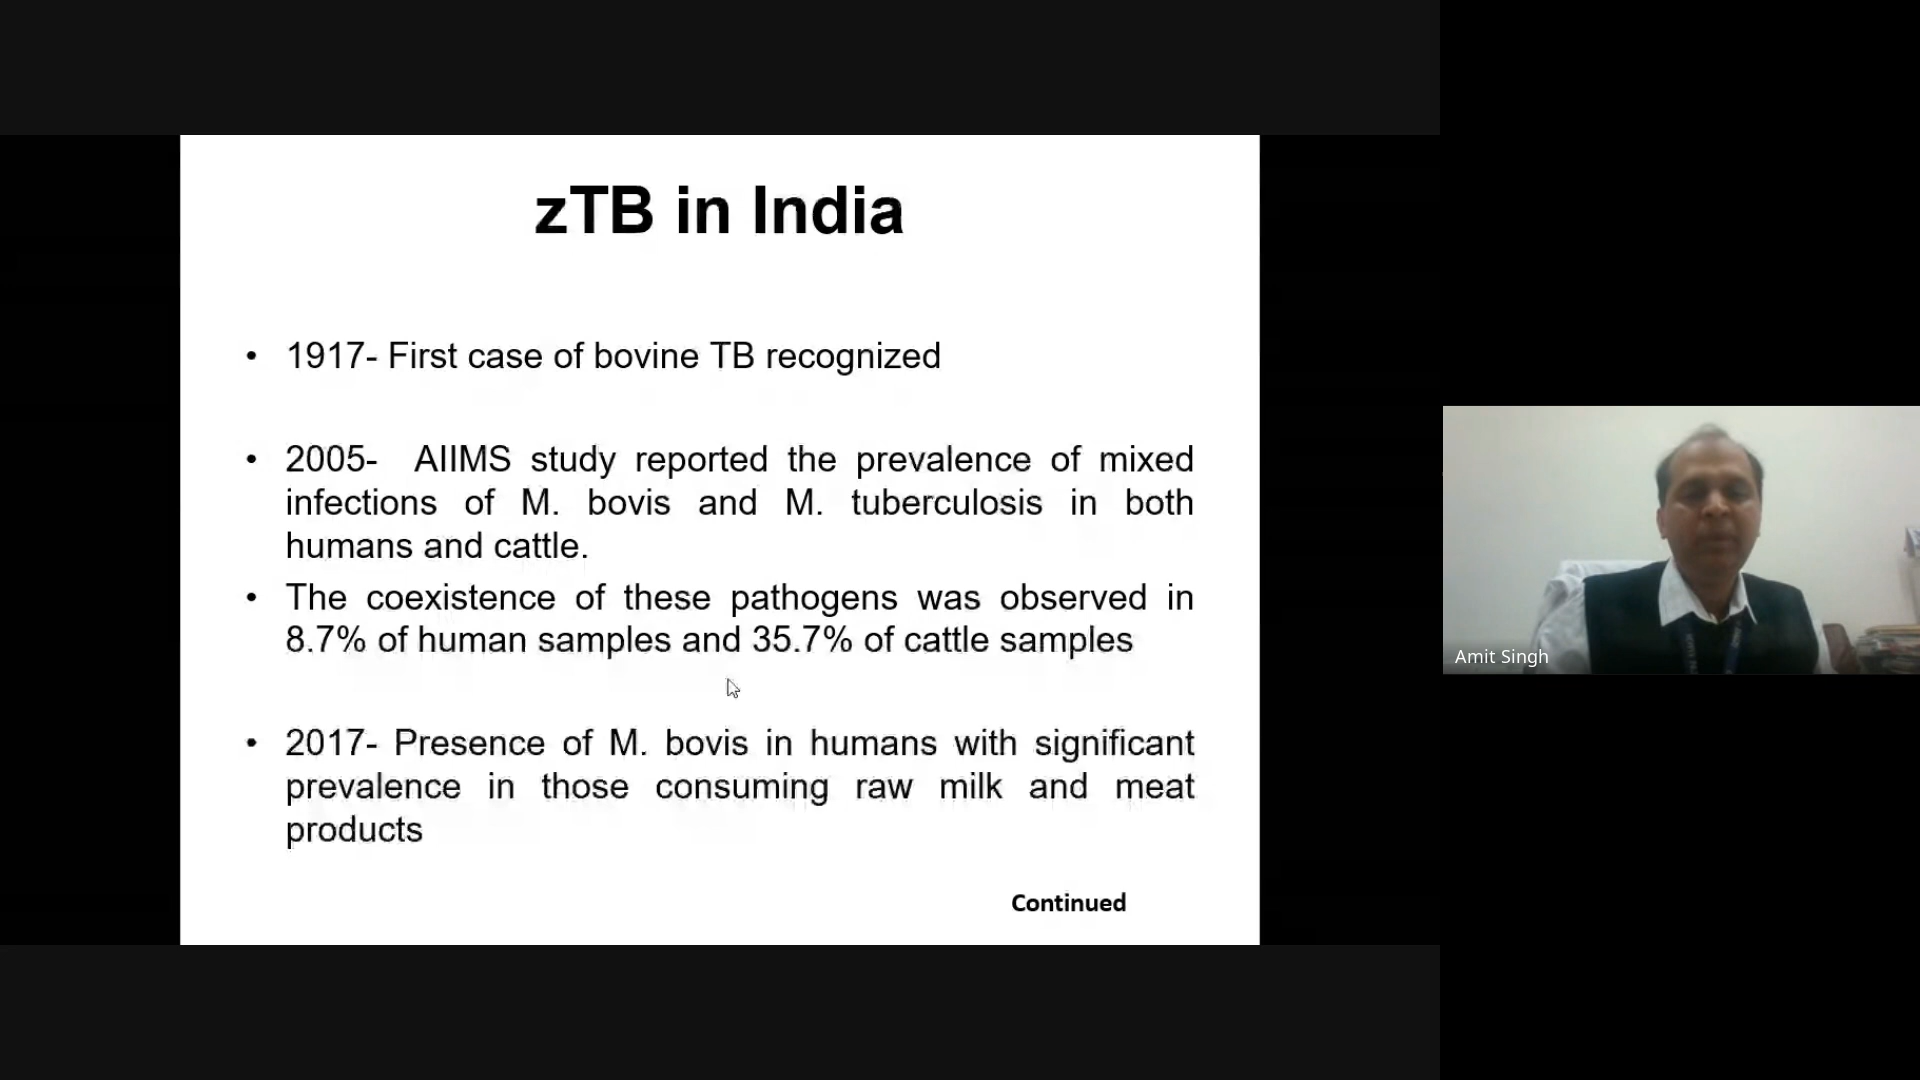 zTB in India
• 1917- First case of bovine TB recognized
• 2005- AIIMS study reported the prevalence of mixed
infections of M. bovis and M. tuberculosis in both
humans and cattle.
• The coexistence of these pathogens was observed in
8.7% of human samples and 35.7% of cattle samples
• 2017- Presence of M. bovis in humans with significant
prevalence in those consuming raw milk and meat
products
Continued
Amit Singh